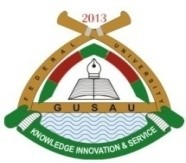 2013
FEDERAL UNIVERSITY
GUSAU
KNOWLEDGE INNOVATION & SERVICE